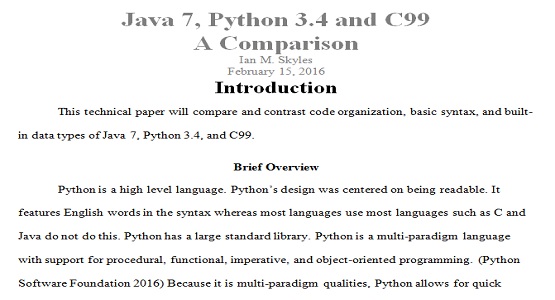 Java 7, Python 3.4 and C99
A Comparison
Ian M. Skyles
February 15, 2016
Introduction
This technical paper will compare and contrast code organization, basic syntax, and built-
in data types of Java 7, Python 3.4, and C99.
Brief Overview
Python is a high level language. Python's design was centered on being readable. It
features English words in the syntax whereas most languages use most languages such as C and
Java do not do this. Python has a large standard library. Python is a multi-paradigm language
with support for procedural, functional, imperative, and object-oriented programming. (Python
Software Foundation 2016) Because it is multi-paradigm qualities, Python allows for quick